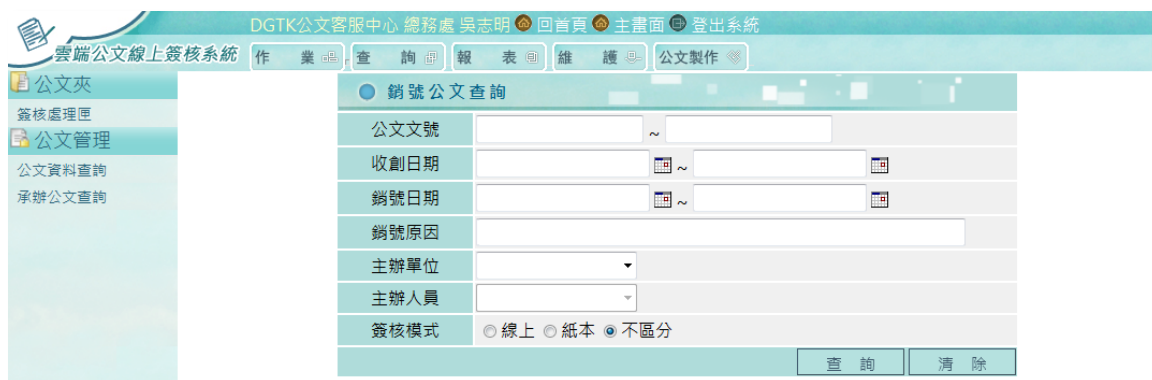 DGTK公文客服中心 總務處 吳志明 回首頁 主畫面 登出系統
雲端公文線上簽核系統
作 業 查 詢 報 表 維 護 公文製作
公文夾
簽核處理匣
公文管理
公文資料查詢
承辦公文查詢
銷號公文查詢
公文文號 ~
收創日期 ~
銷號日期 ~
銷號原因
主辦單位
主辦人員
簽核模式 線上 紙本 不區分
查 詢 清 除